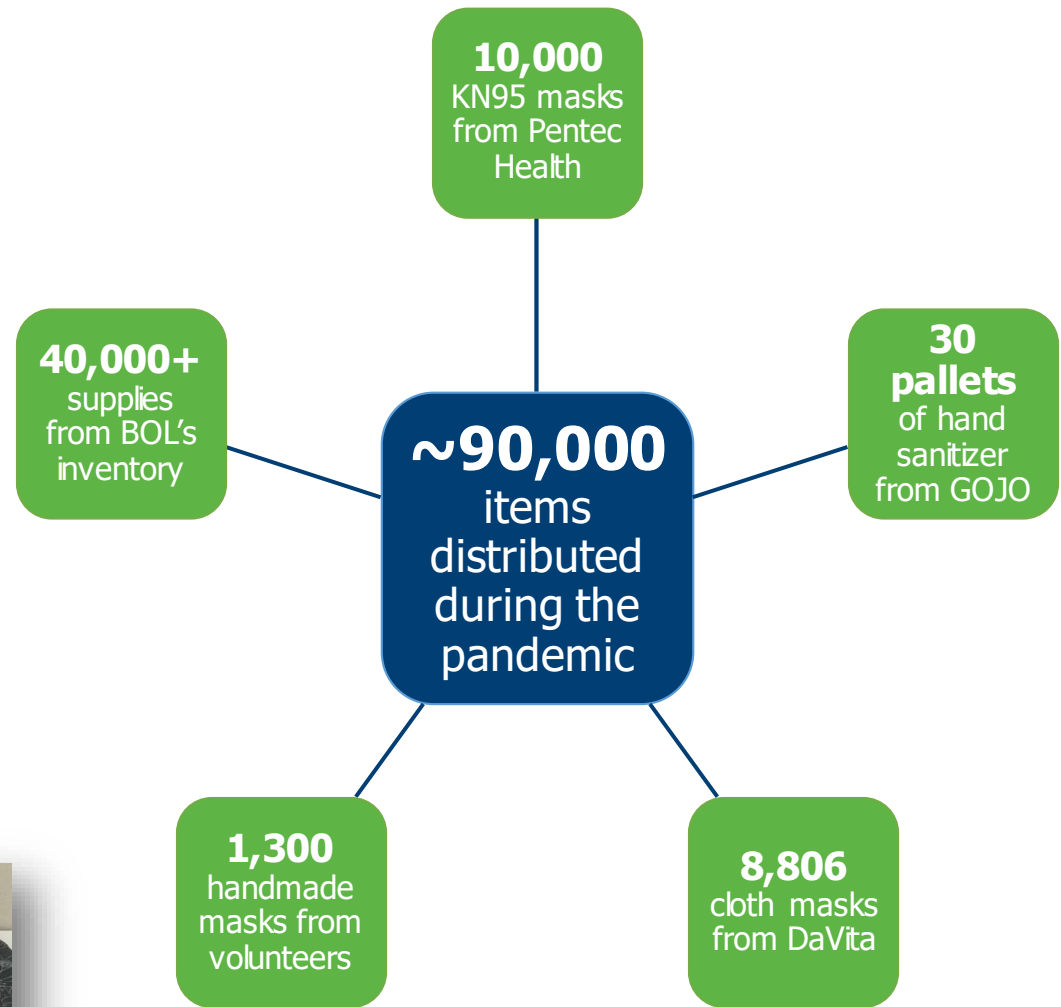 10,000
KN95 masks
from Pentec
Health
40,000+
supplies
from BOL's
inventory
30
pallets
of hand
sanitizer
from GOJO
~90,000
items
distributed
during the
pandemic
1,300
handmade
masks from
volunteers
8,806
cloth masks
from DaVita